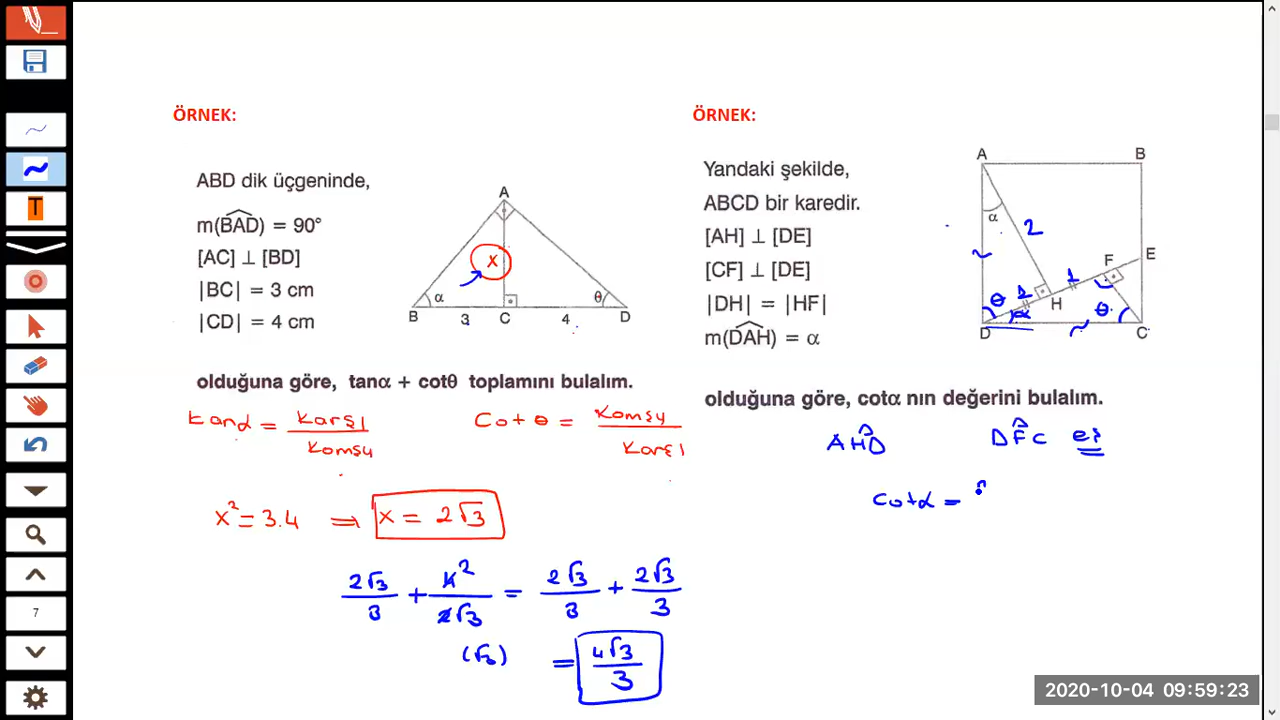 ÖRNEK:
ABD dik üçgeninde,
m(BAD) = 90°
[AC] ⊥ [BD]
|BC| = 3 cm
|CD| = 4 cm
A
x
α
θ
B
3
C
4
D
olduğuna göre, tanα + cotθ toplamını bulalım.
tanα = Karşı / Komşu
Cot θ = Komşu / Karşı
x² = 3.4 ⇒ x = 2√3
2√3/3 + 4²/2√3 = 2√3/3 + 2√3/3
(√3) = 4√3/3
ÖRNEK:
Yandaki şekilde,
ABCD bir karedir.
[AH] ⊥ [DE]
[CF] ⊥ [DE]
|DH| = |HF|
m(DAH) = α
A
B
α
2
E
F
1
θ
1
H
α
θ
D
C
olduğuna göre, cotα nın değerini bulalım.
AHD DFC eş
cotα =
T
7
2020-10-04 09:59:23